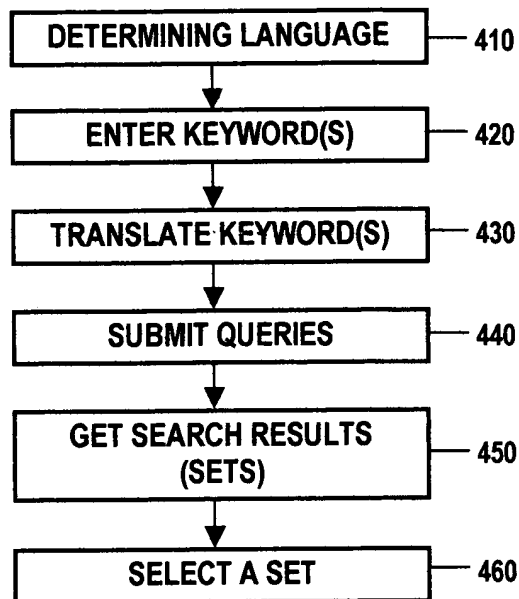 DETERMINING LANGUAGE 410
ENTER KEYWORD(S) 420
TRANSLATE KEYWORD(S) 430
SUBMIT QUERIES 440
GET SEARCH RESULTS
(SETS) 450
SELECT A SET 460